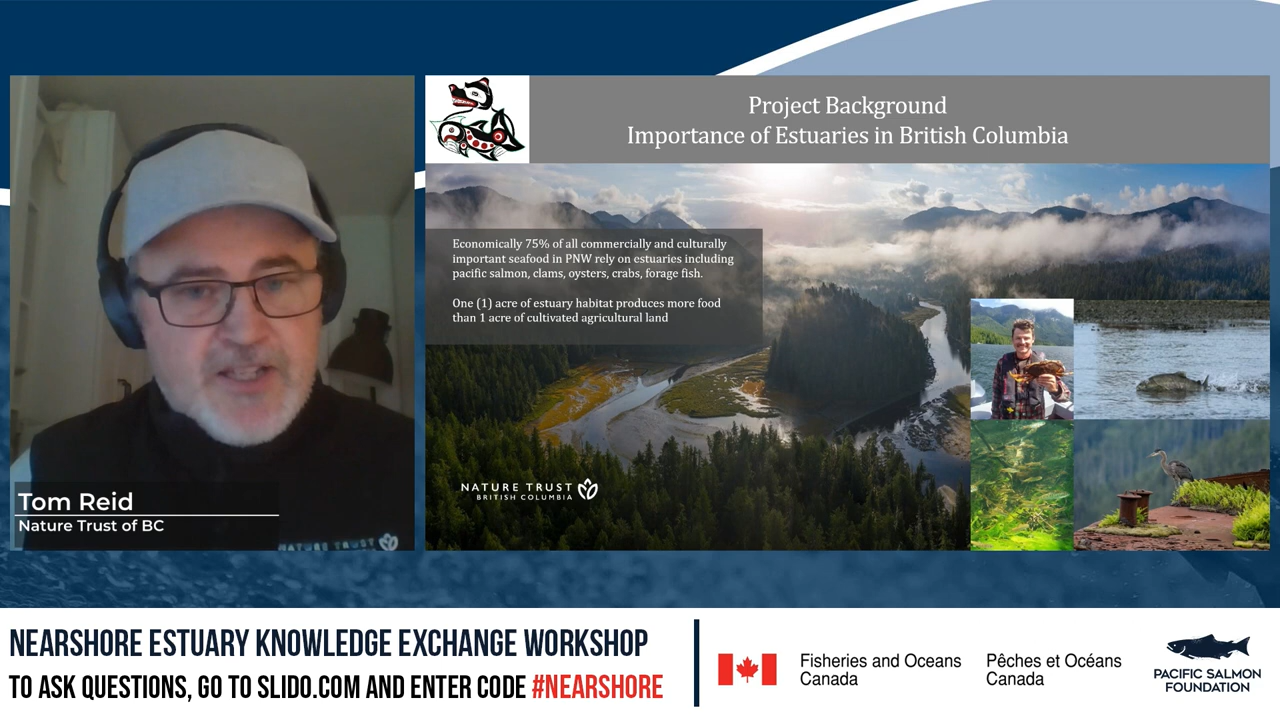 Project Background
Importance of Estuaries in British Columbia
Economically 75% of all commercially and culturally
important seafood in PNW rely on estuaries including
pacific salmon, clams, oysters, crabs, forage fish.
One (1) acre of estuary habitat produces more food
than 1 acre of cultivated agricultural land
NATURE TRUST
BRITISH COLUMBIA
Tom Reid
Nature Trust of BC
NATURE TRUST
NEARSHORE ESTUARY KNOWLEDGE EXCHANGE WORKSHOP
TO ASK QUESTIONS, GO TO SLIDO.COM AND ENTER CODE #NEARSHORE
Fisheries and Oceans
Canada
Pêches et Océans
Canada
PACIFIC SALMON
FOUNDATION